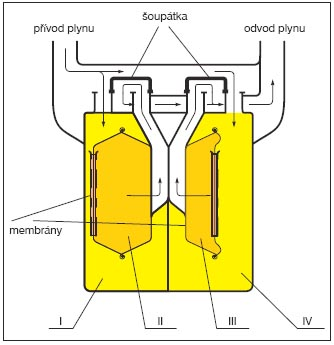 šoupátka
přívod plynu
odvod plynu
membrány
I
II
III
IV